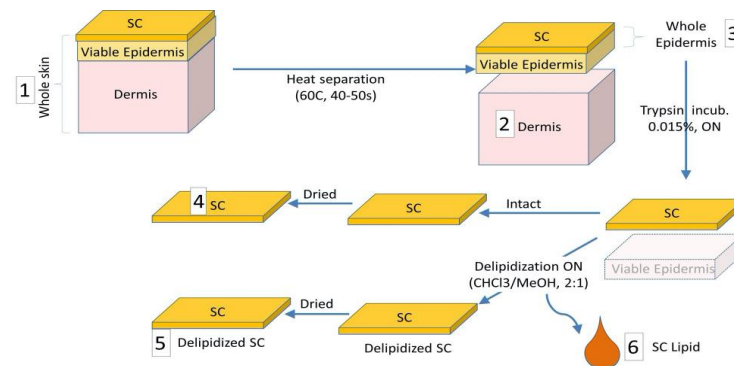 SC
Viable Epidermis
Dermis
1
Whole skin
Heat separation
(60C, 40-50s)
SC
Viable Epidermis
2 Dermis
Whole
Epidermis
3
Trypsin incub.
0.015%, ON
4 SC
Dried
SC
Intact
SC
Viable Epidermis
Delipidization ON
(CHCl3/MeOH, 2:1)
SC
5 Delipidized SC
Dried
SC
Delipidized SC
6 SC Lipid